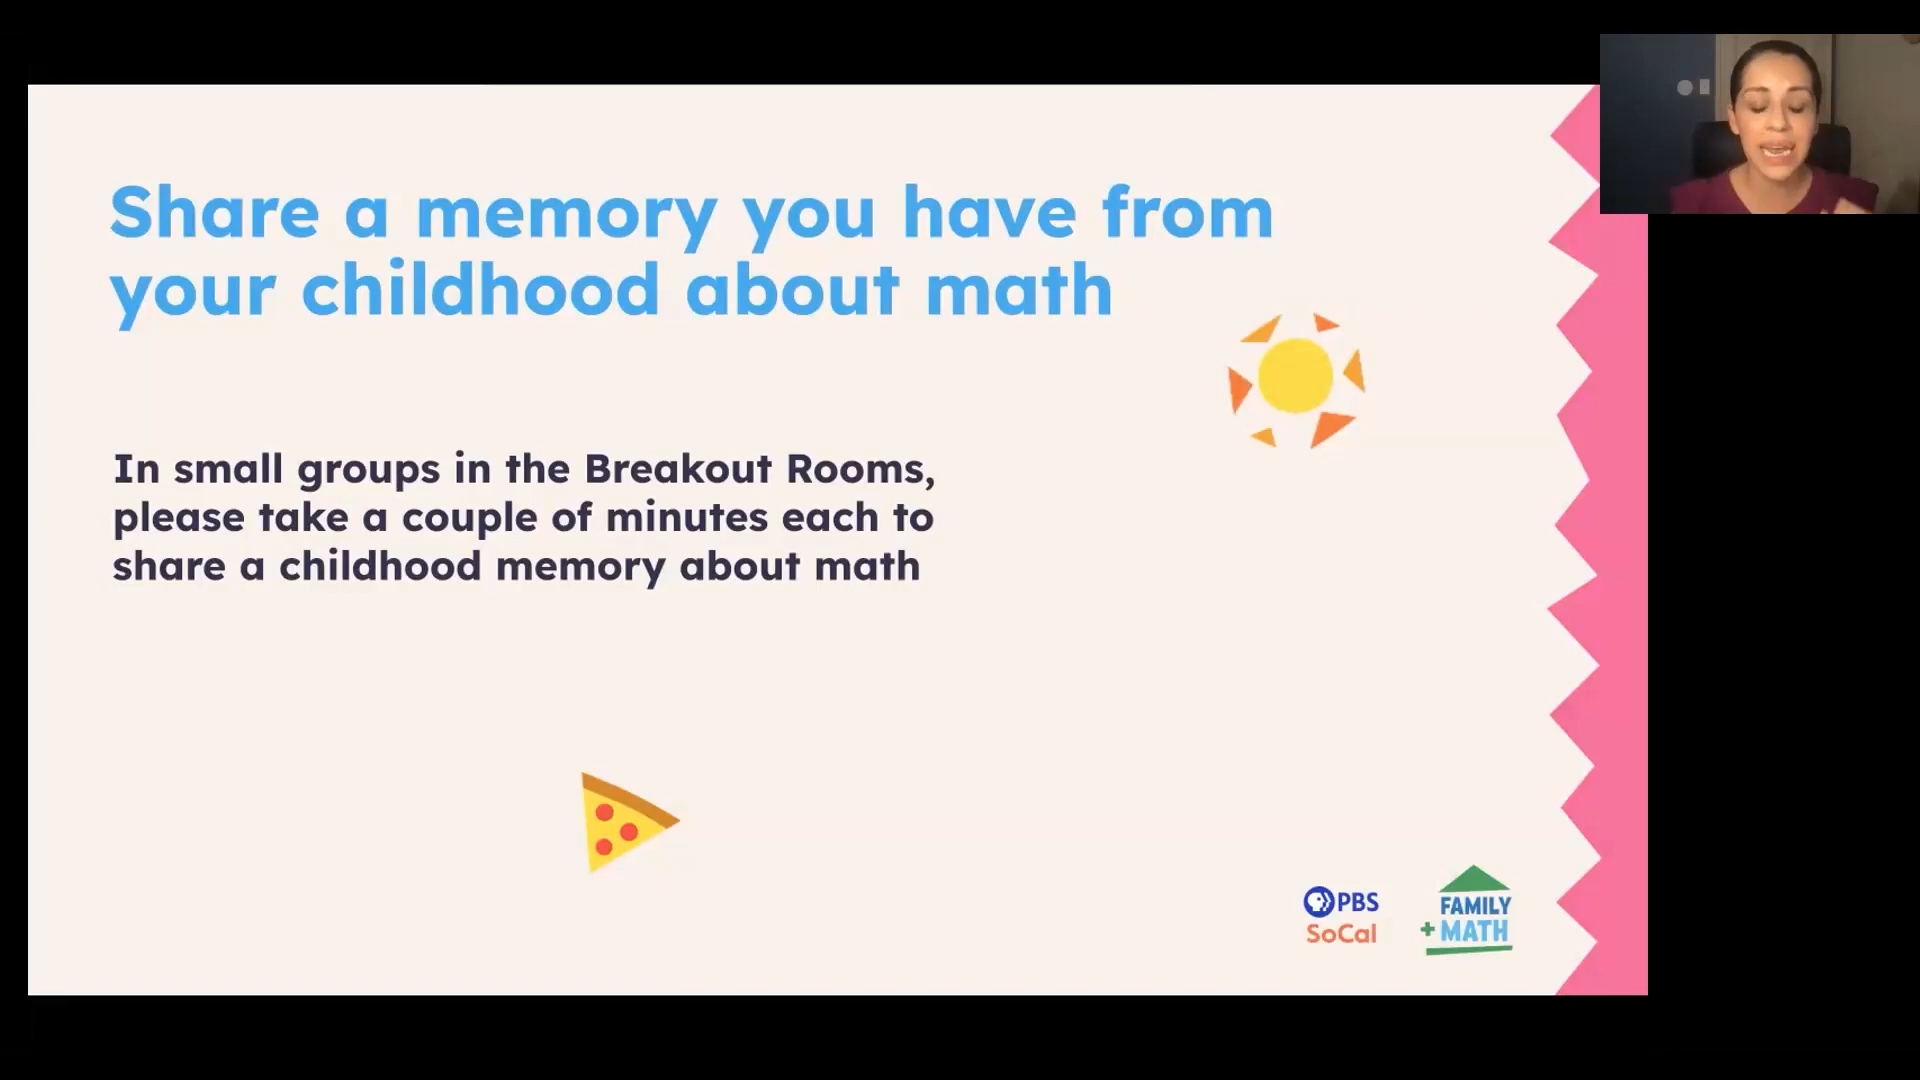 Share a memory you have from
your childhood about math
In small groups in the Breakout Rooms,
please take a couple of minutes each to
share a childhood memory about math
PBS
SoCal
FAMILY
+ MATH